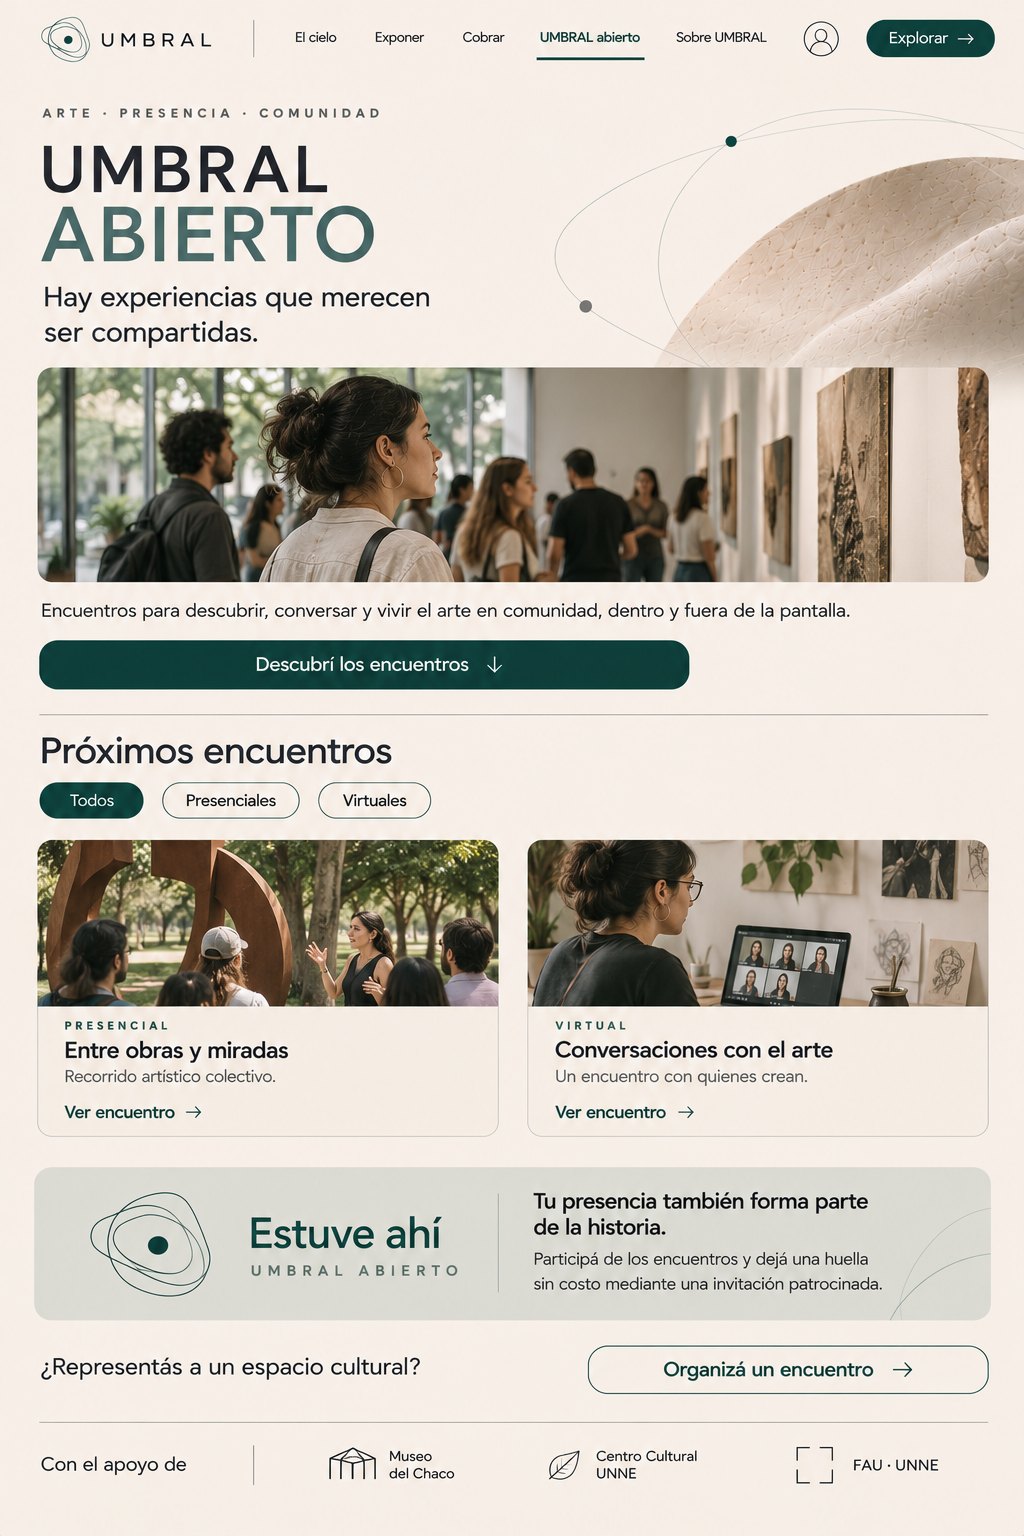 UMBRAL
El cielo
Exponer
Cobrar
UMBRAL abierto
Sobre UMBRAL
Explorar →
ARTE · PRESENCIA · COMUNIDAD
UMBRAL
ABIERTO
Hay experiencias que merecen
ser compartidas.
Encuentros para descubrir, conversar y vivir el arte en comunidad, dentro y fuera de la pantalla.
Descubrí los encuentros ↓
Próximos encuentros
Todos
Presenciales
Virtuales
PRESENCIAL
Entre obras y miradas
Recorrido artístico colectivo.
Ver encuentro →
VIRTUAL
Conversaciones con el arte
Un encuentro con quienes crean.
Ver encuentro →
Estuve ahí
UMBRAL ABIERTO
Tu presencia también forma parte
de la historia.
Participá de los encuentros y dejá una huella
sin costo mediante una invitación patrocinada.
¿Representás a un espacio cultural?
Organizá un encuentro →
Con el apoyo de
Museo
del Chaco
Centro Cultural
UNNE
FAU · UNNE